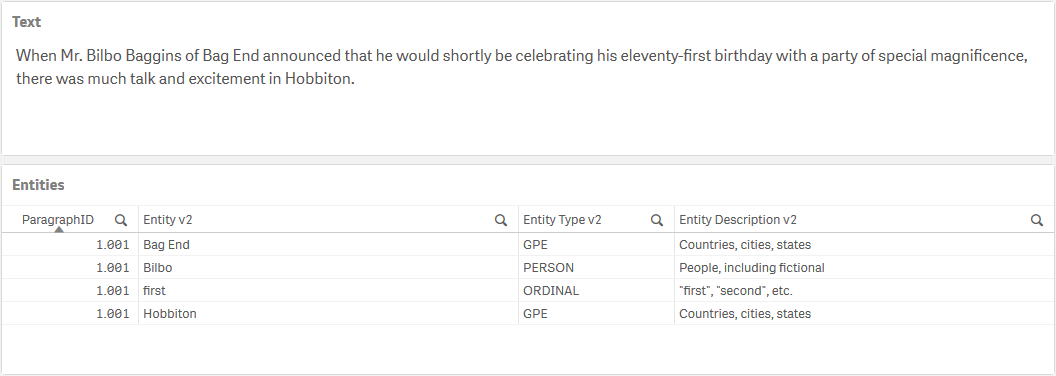 Text
When Mr. Bilbo Baggins of Bag End announced that he would shortly be celebrating his eleventy-first birthday with a party of special magnificence,
there was much talk and excitement in Hobbiton.
Entities
ParagraphID Entity v2 Entity Type v2 Entity Description v2
1.001 Bag End GPE Countries, cities, states
1.001 Bilbo PERSON People, including fictional
1.001 first ORDINAL "first", "second", etc.
1.001 Hobbiton GPE Countries, cities, states